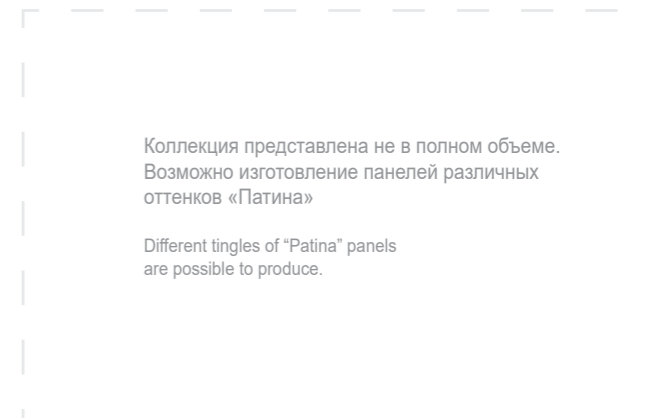 Коллекция представлена не в полном объеме.
Возможно изготовление панелей различных
оттенков «Патина»
Different tingles of “Patina” panels
are possible to produce.